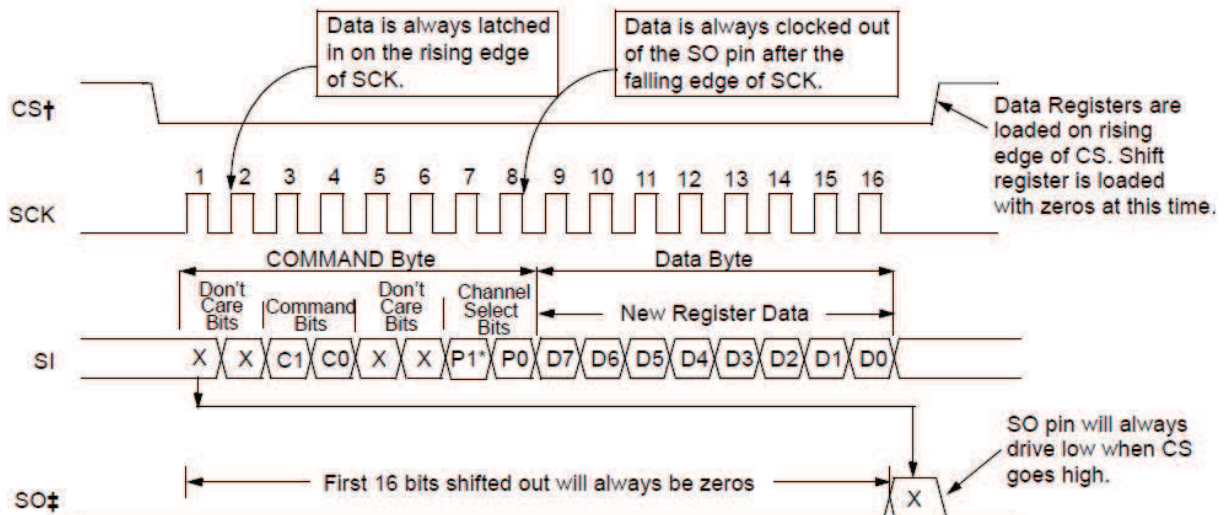 Data is always latched
in on the rising edge
of SCK.
Data is always clocked out
of the SO pin after the
falling edge of SCK.
CS†
Data Registers are
loaded on rising
edge of CS. Shift
register is loaded
with zeros at this time.
1 2 3 4 5 6 7 8 9 10 11 12 13 14 15 16
SCK
COMMAND Byte
Data Byte
Don't
Care
Bits
Command
Bits
Don't
Care
Bits
Channel
Select
Bits
New Register Data
SI
X X C1 C0 X X P1* P0 D7 D6 D5 D4 D3 D2 D1 D0
SO pin will always
drive low when CS
goes high.
First 16 bits shifted out will always be zeros
SO‡
X